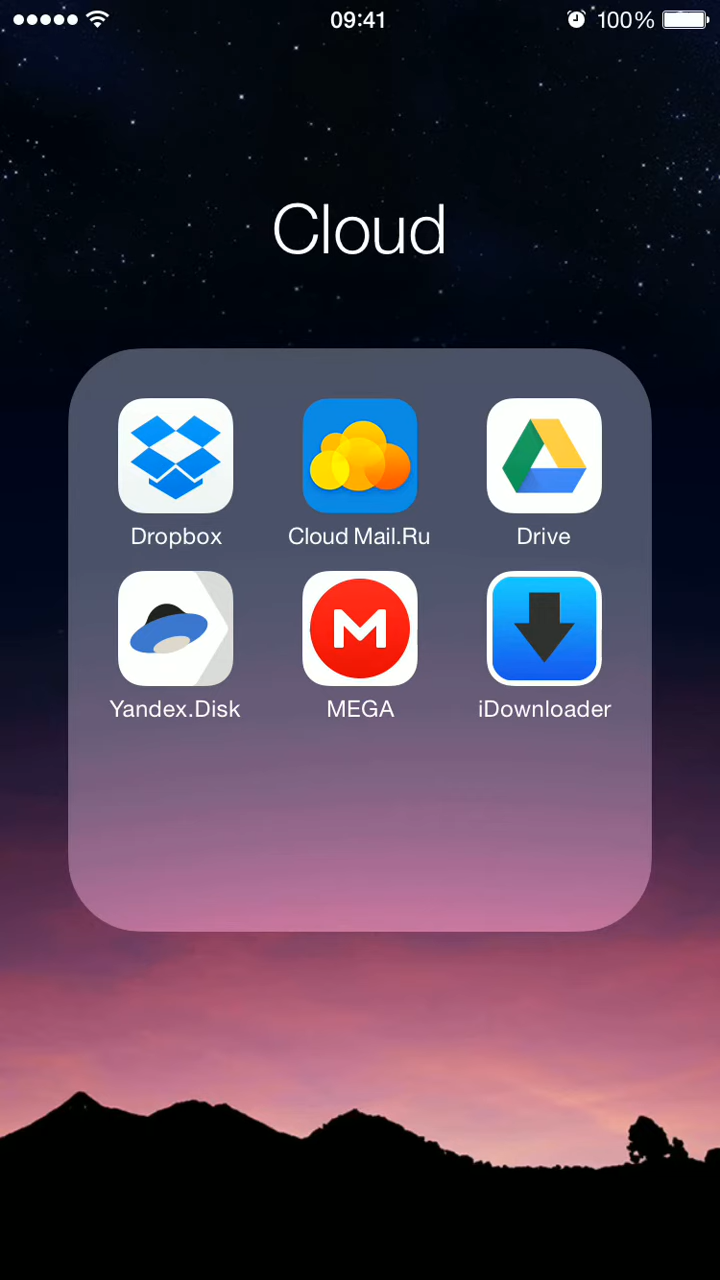 09:41
100%
Cloud
Dropbox
Cloud Mail.Ru
Drive
Yandex.Disk
MEGA
iDownloader